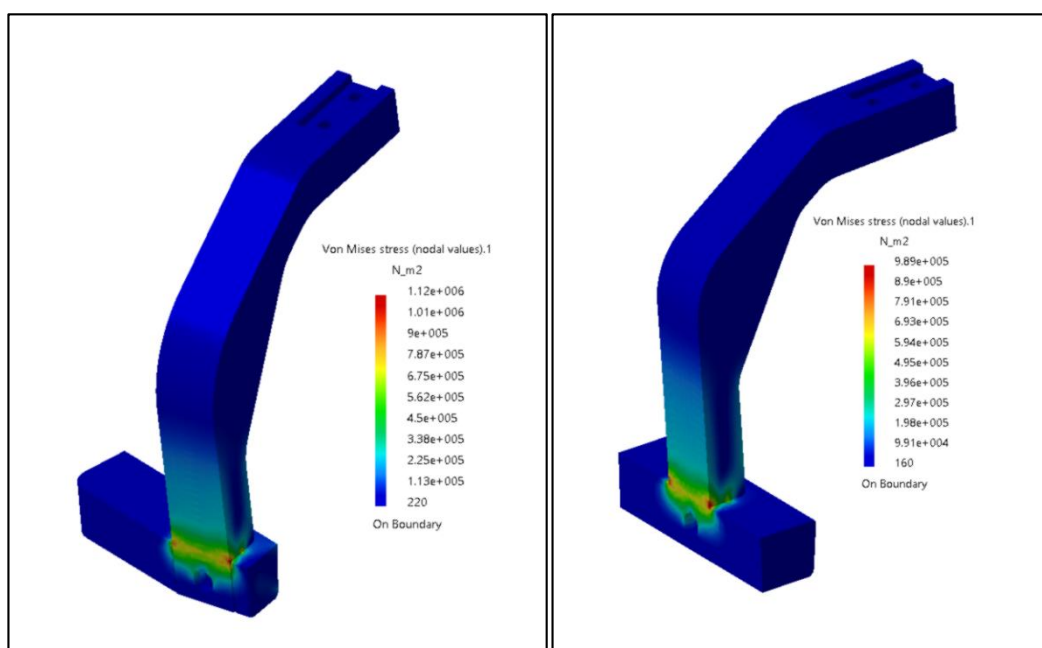 Von Mises stress (nodal values).1
N_m2
1.12e+006
1.01e+006
9e+005
7.87e+005
6.75e+005
5.62e+005
4.5e+005
3.38e+005
2.25e+005
1.13e+005
220
On Boundary
Von Mises stress (nodal values).1
N_m2
9.89e+005
8.9e+005
7.91e+005
6.93e+005
5.94e+005
4.95e+005
3.96e+005
2.97e+005
1.98e+005
9.91e+004
160
On Boundary